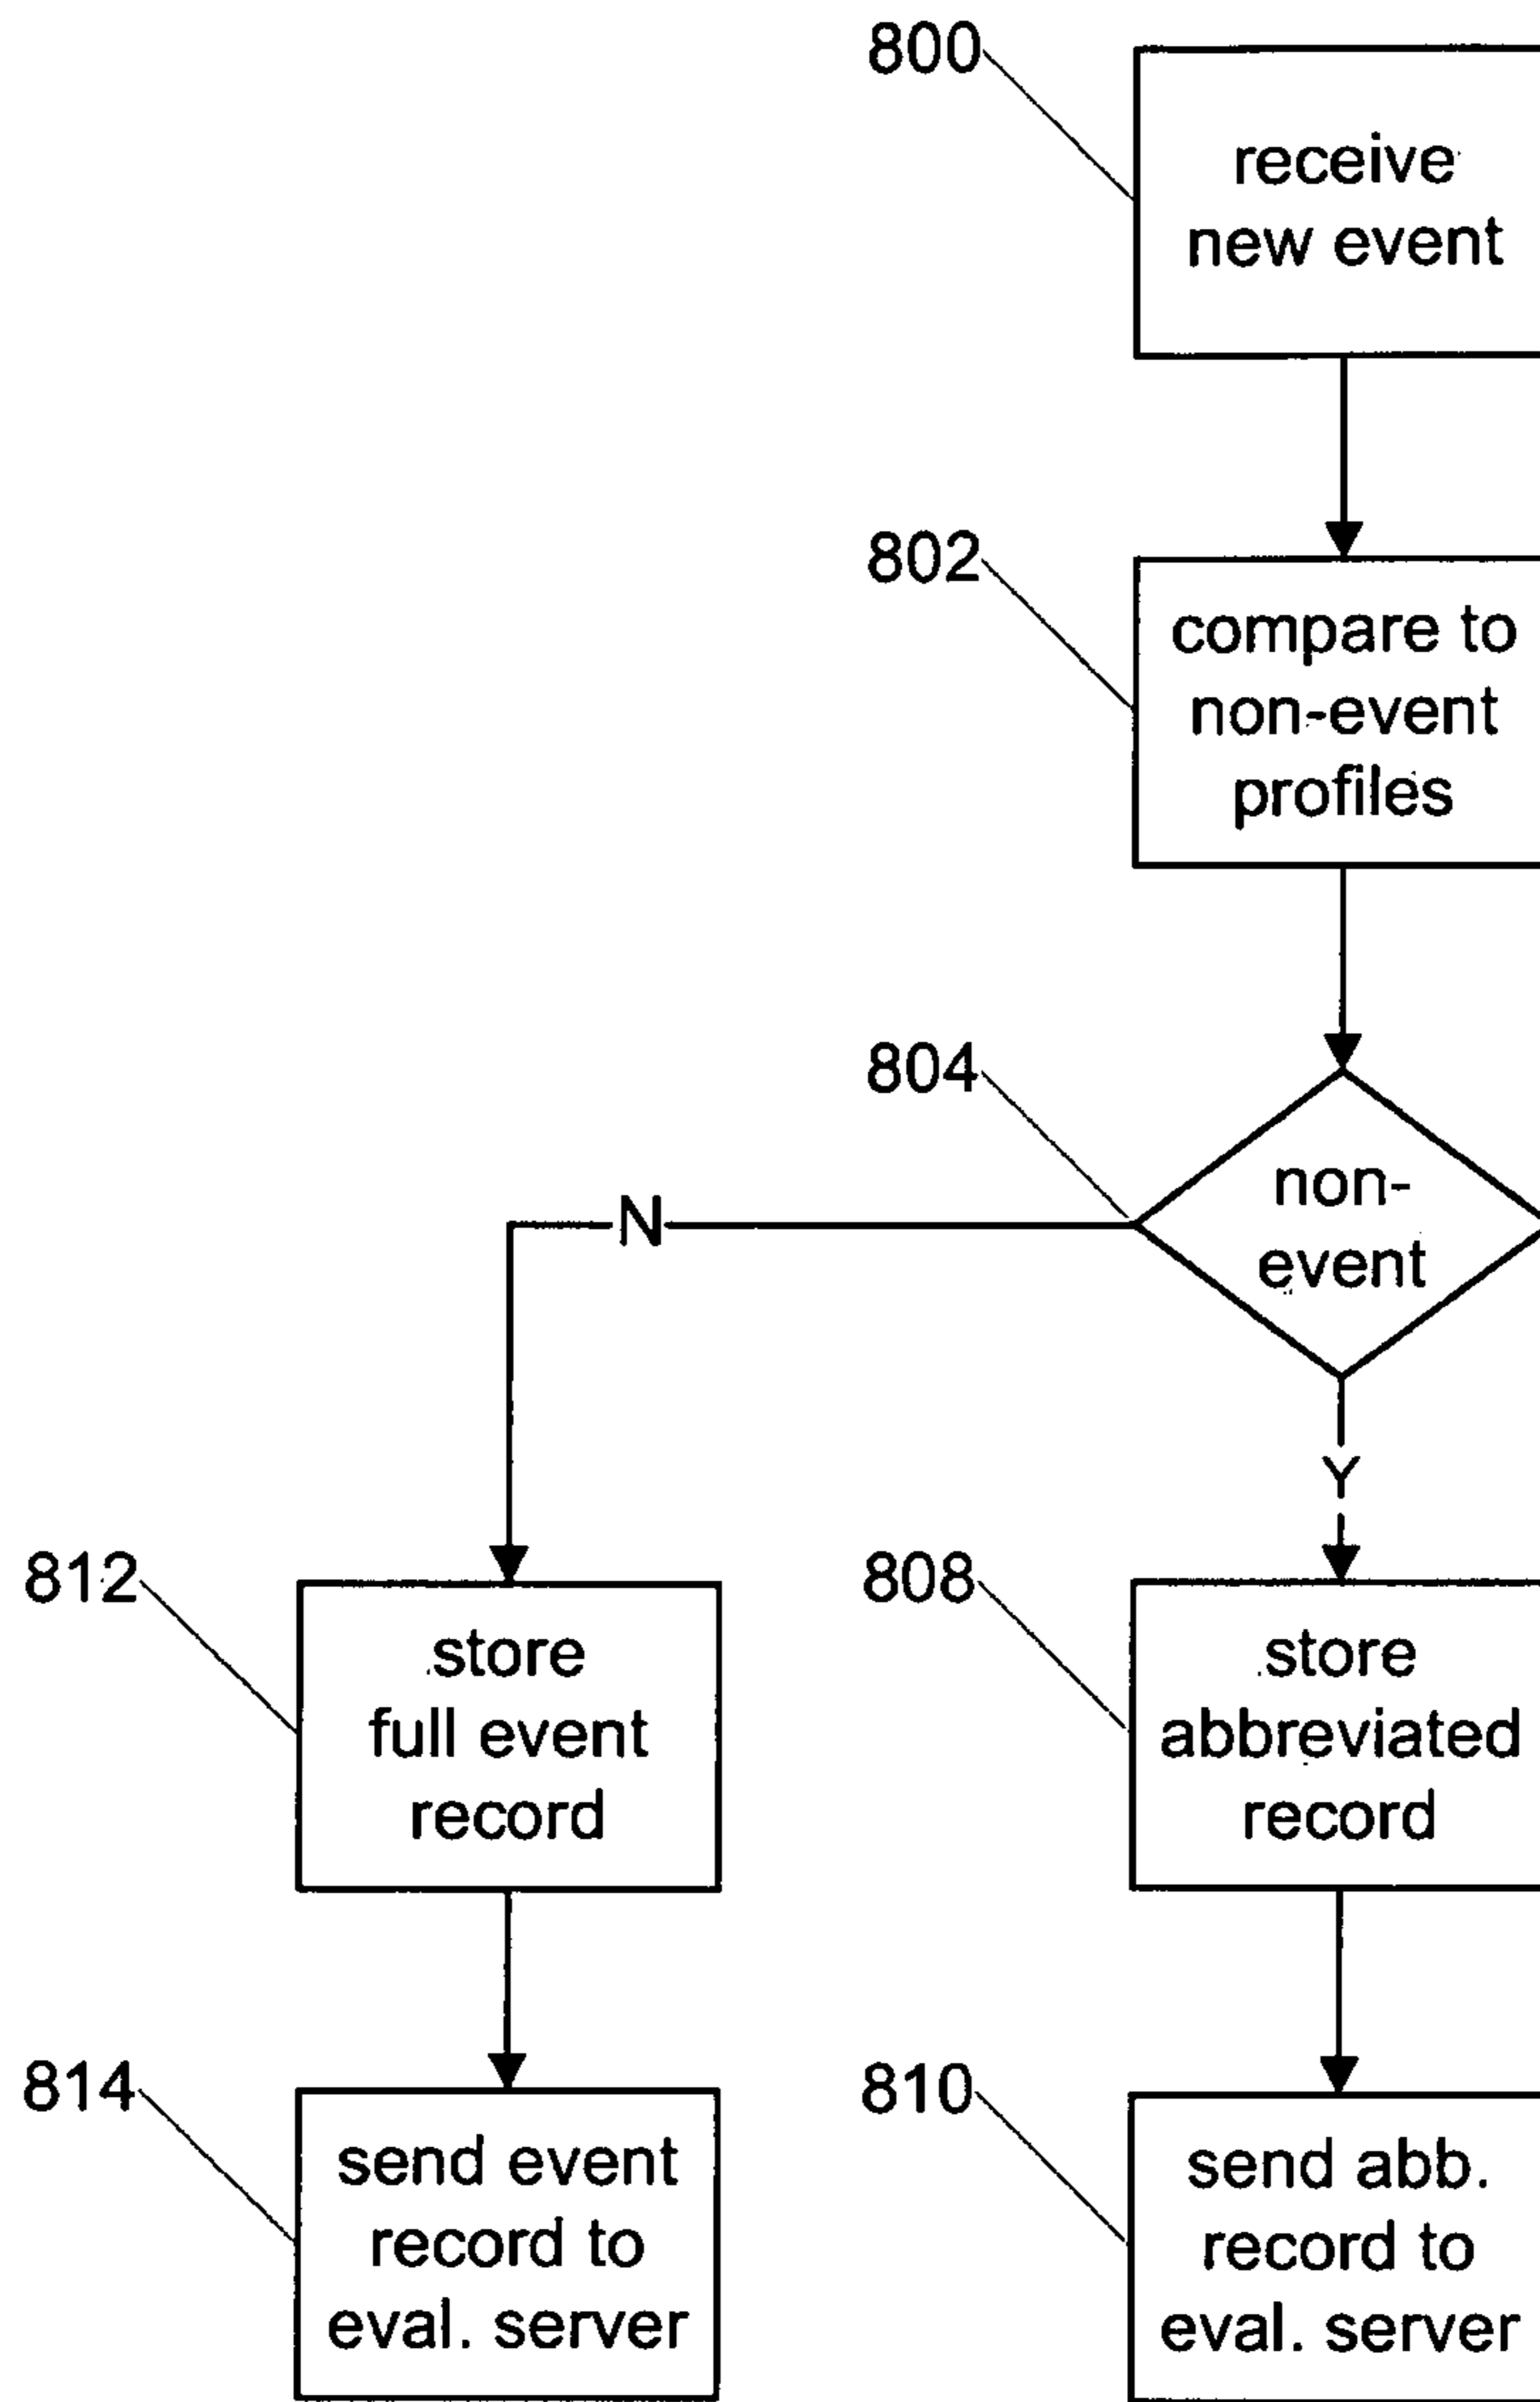 800
receive
new event
802
compare to
non-event
profiles
804
non-
event
N
Y
812
store
full event
record
808
store
abbreviated
record
814
send event
record to
eval. server
810
send abb.
record to
eval. server